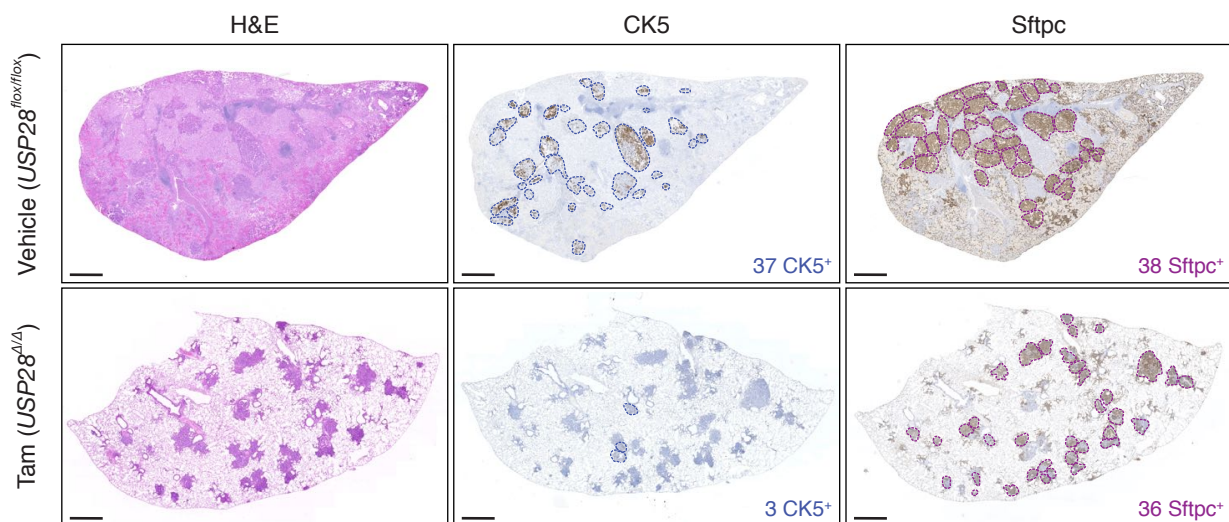 H&E
CK5
Sftpc
Vehicle (USP28flox/flox)
37 CK5+
38 Sftpc+
Tam (USP28Δ/Δ)
3 CK5+
36 Sftpc+